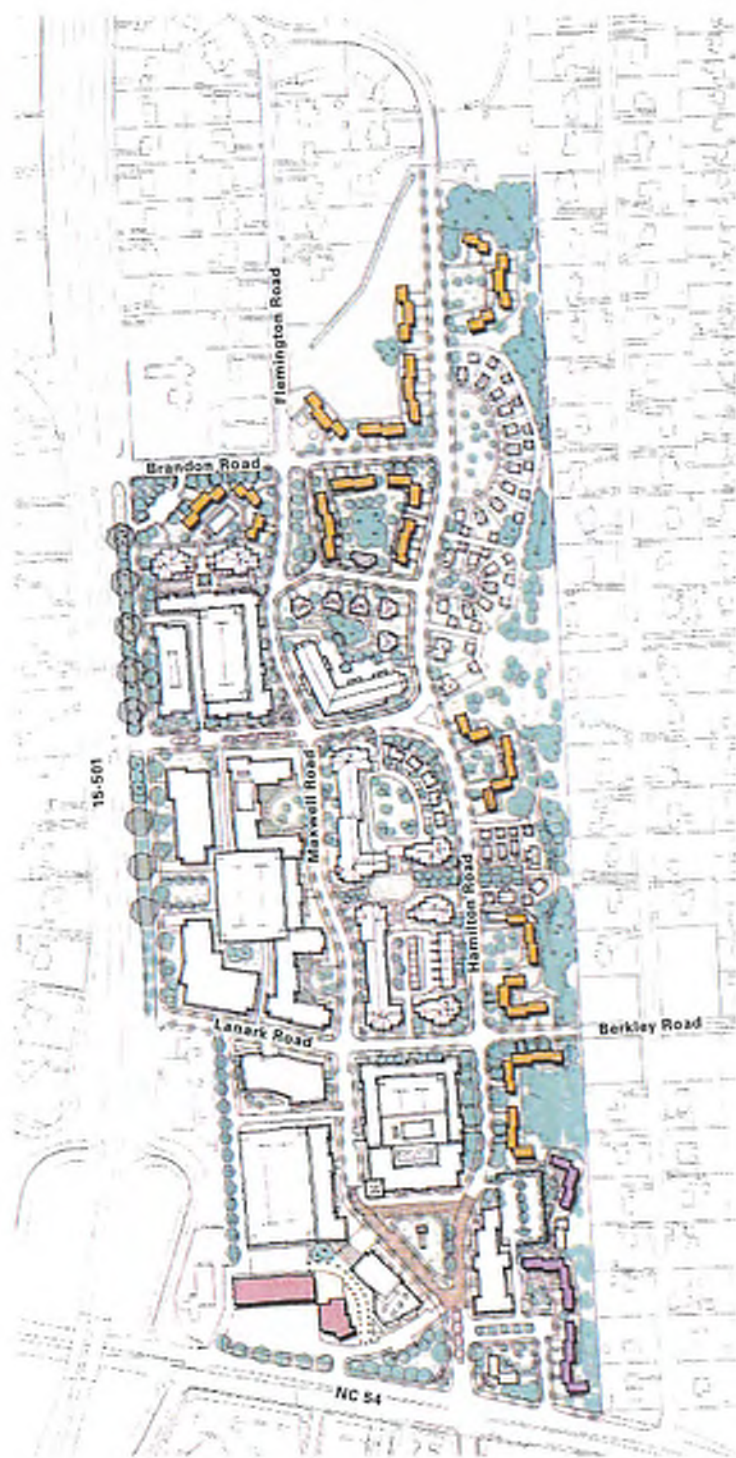 Flemington Road
Brandon Road
15-501
Maxwell Road
Hamilton Road
Lanark Road
Berkley Road
NC 54